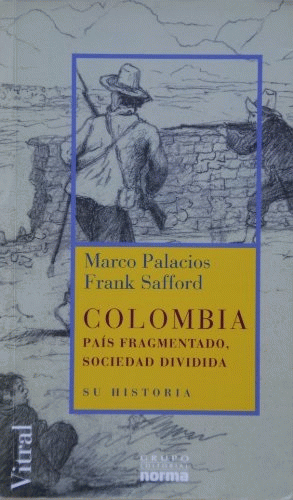 Marco Palacios
Frank Safford
COLOMBIA
PAÍS FRAGMENTADO,
SOCIEDAD DIVIDIDA
SU HISTORIA
Vitral
GRUPO
EDITORIAL
norma